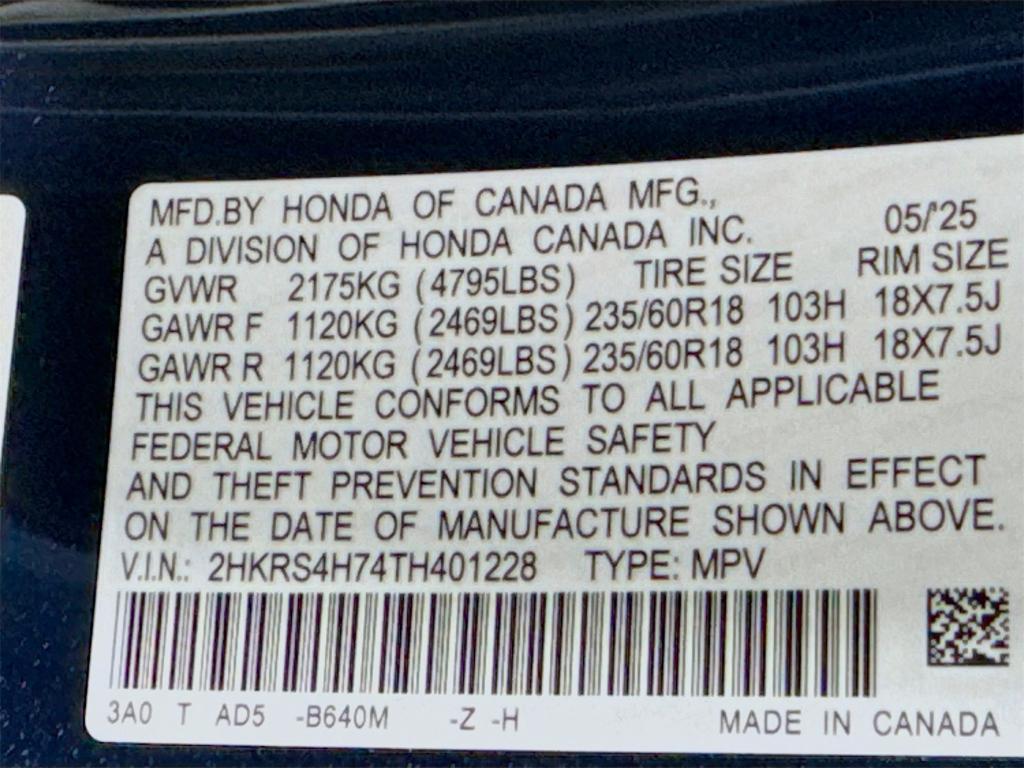 MFD.BY HONDA OF CANADA MFG.,
A DIVISION OF HONDA CANADA INC. 05/'25
GVWR 2175KG (4795LBS) TIRE SIZE RIM SIZE
GAWR F 1120KG (2469LBS) 235/60R18 103H 18X7.5J
GAWR R 1120KG (2469LBS) 235/60R18 103H 18X7.5J
THIS VEHICLE CONFORMS TO ALL APPLICABLE
FEDERAL MOTOR VEHICLE SAFETY
AND THEFT PREVENTION STANDARDS IN EFFECT
ON THE DATE OF MANUFACTURE SHOWN ABOVE.
V.I.N.: 2HKRS4H74TH401228 TYPE: MPV
3A0 T AD5 -B640M -Z -H MADE IN CANADA